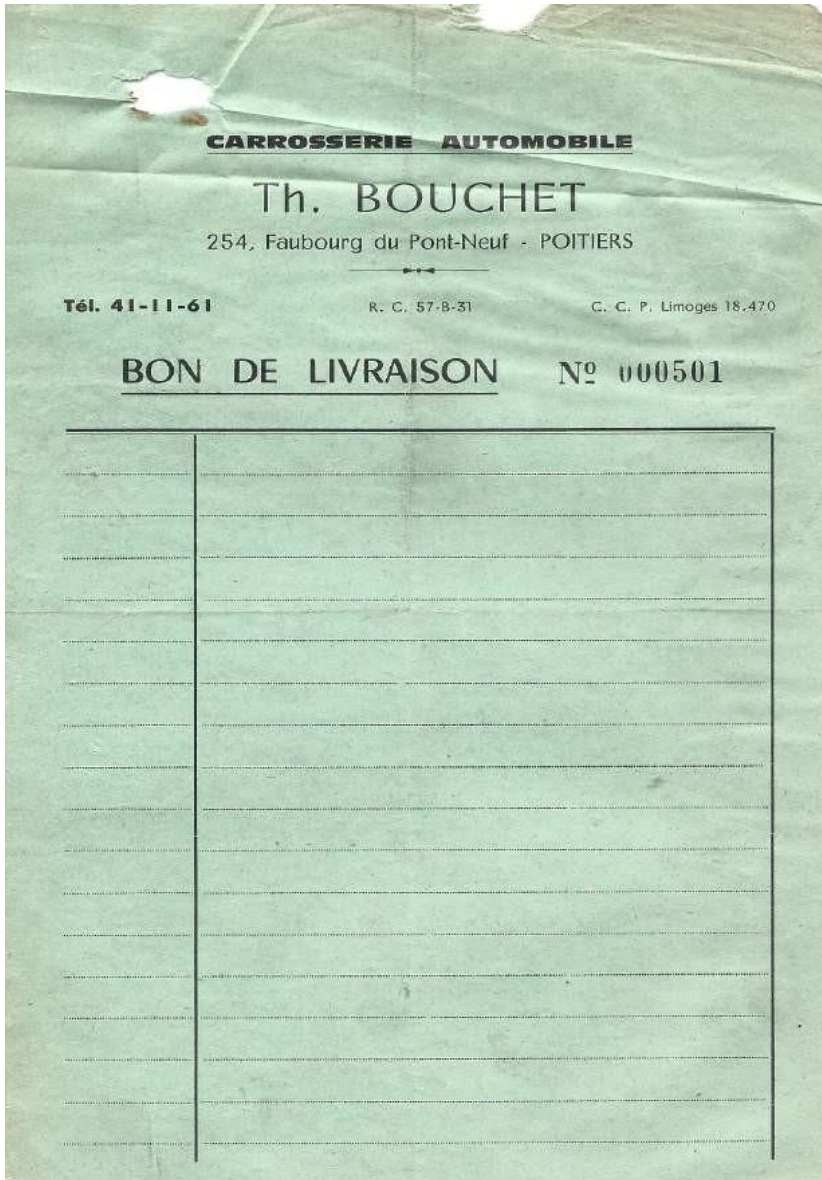 CARROSSERIE AUTOMOBILE
Th. BOUCHET
254, Faubourg du Pont-Neuf - POITIERS
Tél. 41-11-61 R. C. 57-B-31 C. C. P. Limoges 18.470
BON DE LIVRAISON Nº 000501